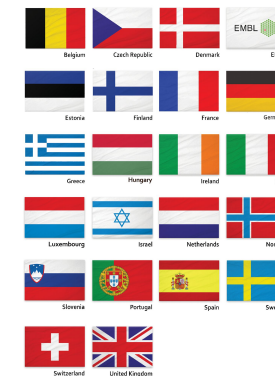 EMBL
Belgium
Czech Republic
Denmark
Estonia
Finland
France
Greece
Hungary
Ireland
Luxembourg
Israel
Netherlands
Slovenia
Portugal
Spain
Switzerland
United Kingdom